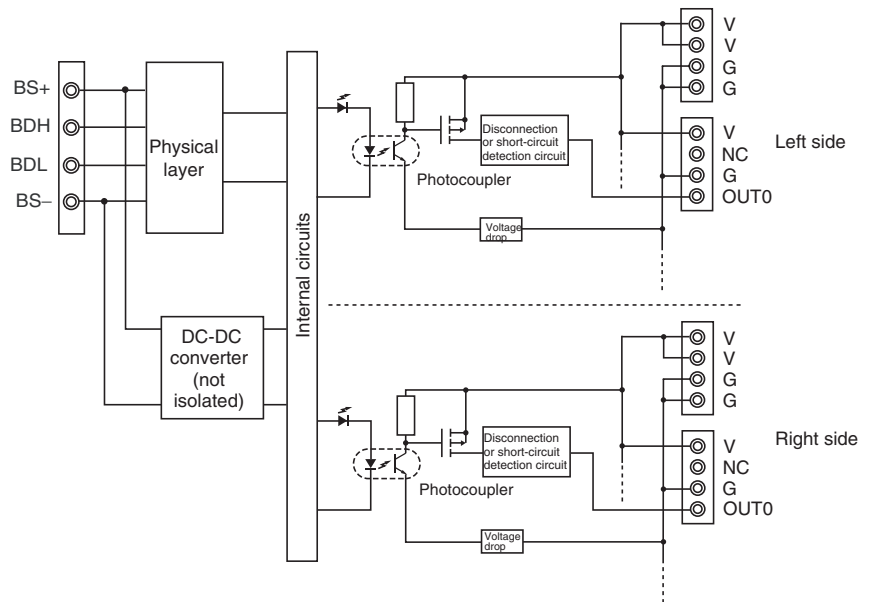 BS+
BDH
BDL
BS–
Physical
layer
DC-DC
converter
(not
isolated)
Internal circuits
Photocoupler
Disconnection
or short-circuit
detection circuit
Voltage
drop
V
V
G
G
V
NC
G
OUT0
Left side
Photocoupler
Disconnection
or short-circuit
detection circuit
Voltage
drop
V
V
G
G
V
NC
G
OUT0
Right side